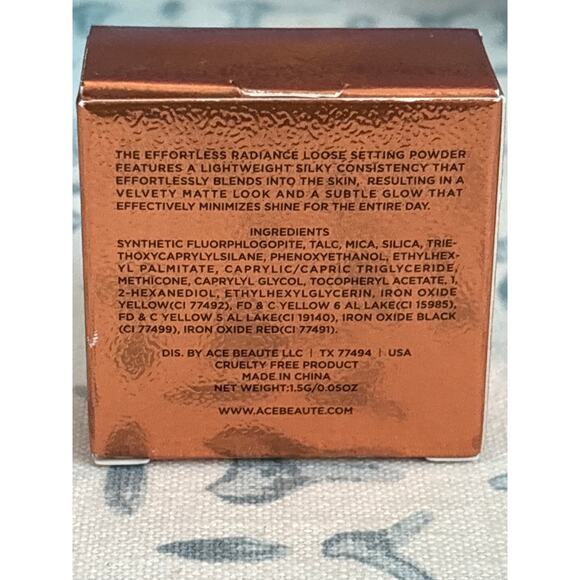 THE EFFORTLESS RADIANCE LOOSE SETTING POWDER
FEATURES A LIGHTWEIGHT SILKY CONSISTENCY THAT
EFFORTLESSLY BLENDS INTO THE SKIN, RESULTING IN A
VELVETY MATTE LOOK AND A SUBTLE GLOW THAT
EFFECTIVELY MINIMIZES SHINE FOR THE ENTIRE DAY.
INGREDIENTS
SYNTHETIC FLUORPHLOGOPITE, TALC, MICA, SILICA, TRIE-
THOXYCAPRYLYLSILANE, PHENOXYETHANOL, ETHYLHEX-
YL PALMITATE, CAPRYLIC/CAPRIC TRIGLYCERIDE,
METHICONE, CAPRYLYL GLYCOL, TOCOPHERYL ACETATE, 1,
2-HEXANEDIOL, ETHYLHEXYLGLYCERIN, IRON OXIDE
YELLOW(CI 77492), FD & C YELLOW 6 AL LAKE(CI 15985),
FD & C YELLOW 5 AL LAKE(CI 19140), IRON OXIDE BLACK
(CI 77499), IRON OXIDE RED(CI 77491).
DIS. BY ACE BEAUTE LLC | TX 77494 | USA
CRUELTY FREE PRODUCT
MADE IN CHINA
NET WEIGHT:1.5G/0.05OZ
WWW.ACEBEAUTE.COM